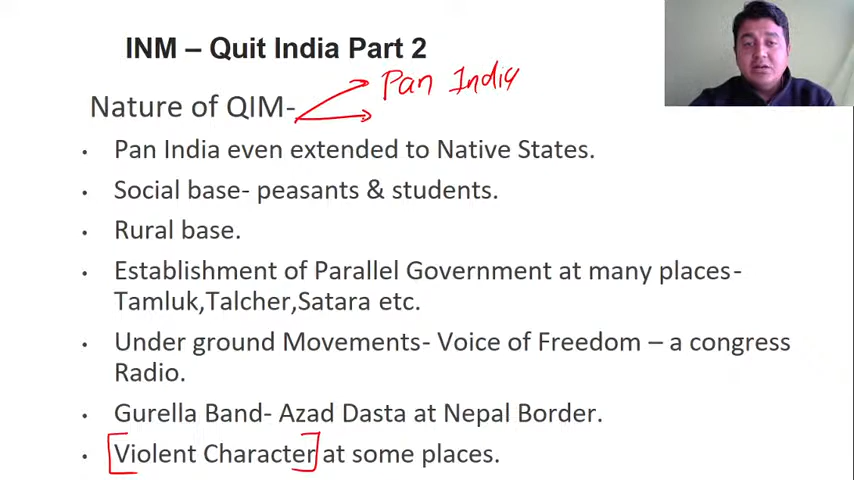 INM – Quit India Part 2
Pan India
Nature of QIM-
• Pan India even extended to Native States.
• Social base- peasants & students.
• Rural base.
• Establishment of Parallel Government at many places-
Tamluk,Talcher,Satara etc.
• Under ground Movements- Voice of Freedom – a congress
Radio.
• Gurella Band- Azad Dasta at Nepal Border.
• Violent Character at some places.